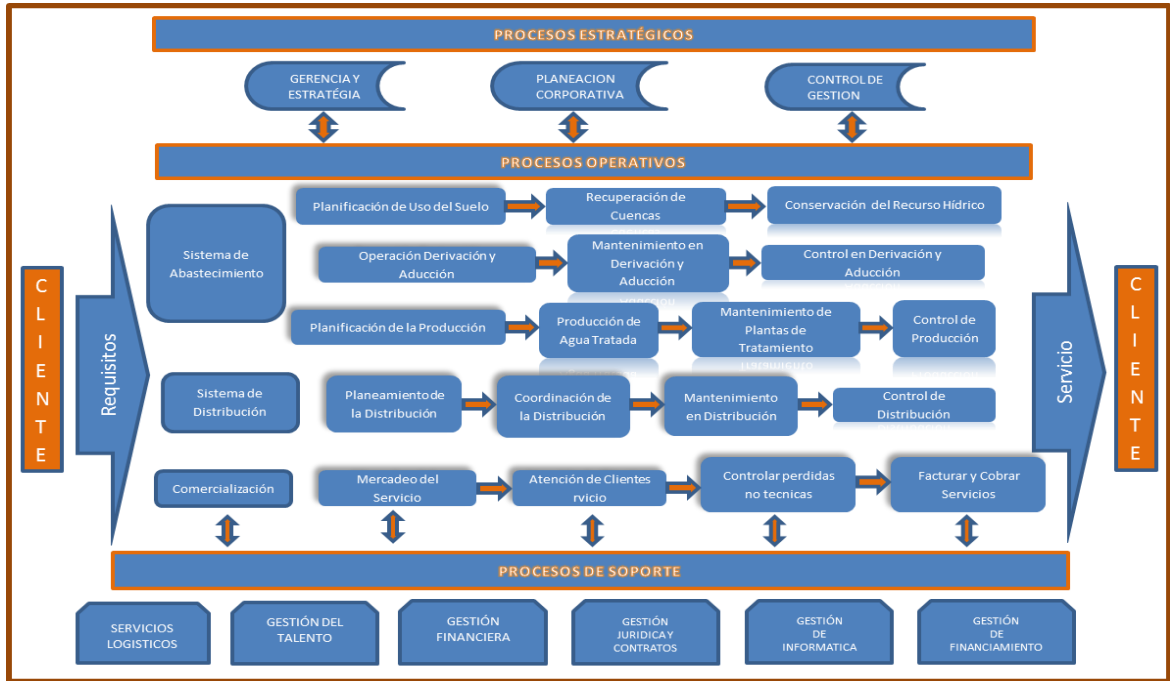 PROCESOS ESTRATÉGICOS
GERENCIA Y
ESTRATÉGIA
PLANEACION
CORPORATIVA
CONTROL DE
GESTION
PROCESOS OPERATIVOS
CLIENTE
Requisitos
Sistema de
Abastecimiento
Planificación de Uso del Suelo
Recuperación de
Cuencas
Conservación del Recurso Hídrico
Operación Derivación y
Aducción
Mantenimiento en
Derivación y
Aducción
Control en Derivación y
Aducción
Planificación de la Producción
Producción de
Agua Tratada
Mantenimiento de
Plantas de
Tratamiento
Control de
Producción
Sistema de
Distribución
Planeamiento de
la Distribución
Coordinación de
la Distribución
Mantenimiento
en Distribución
Control de
Distribución
Comercialización
Mercadeo del
Servicio
Atención de Clientes
rvicio
Controlar perdidas
no tecnicas
Facturar y Cobrar
Servicios
Servicio
CLIENTE
PROCESOS DE SOPORTE
SERVICIOS
LOGISTICOS
GESTIÓN DEL
TALENTO
GESTIÓN
FINANCIERA
GESTIÓN
JURIDICA Y
CONTRATOS
GESTIÓN
DE
INFORMATICA
GESTIÓN
DE
FINANCIAMIENTO